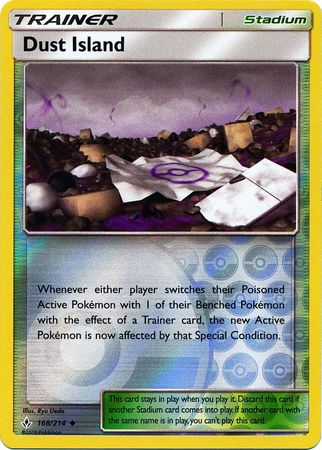 TRAINER
Stadium
Dust Island
Whenever either player switches their Poisoned
Active Pokémon with 1 of their Benched Pokémon
with the effect of a Trainer card, the new Active
Pokémon is now affected by that Special Condition.
This card stays in play when you play it. Discard this card if
another Stadium card comes into play. If another card with
the same name is in play, you can't play this card.
Illus. Ryo Ueda
168/214
©2019 Pokémon